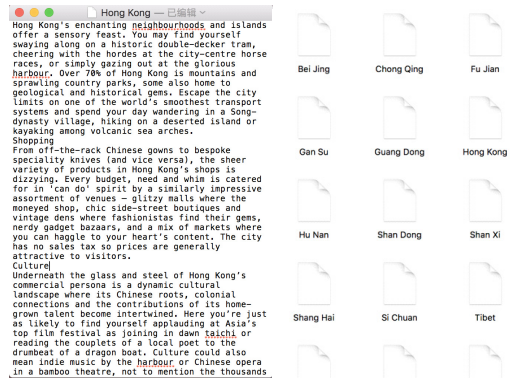 Hong Kong — 已编辑
Hong Kong's enchanting neighbourhoods and islands
offer a sensory feast. You may find yourself
swaying along on a historic double-decker tram,
cheering with the hordes at the city-centre horse
races, or simply gazing out at the glorious
harbour. Over 70% of Hong Kong is mountains and
sprawling country parks, some also home to
geological and historical gems. Escape the city
limits on one of the world's smoothest transport
systems and spend your day wandering in a Song-
dynasty village, hiking on a deserted island or
kayaking among volcanic sea arches.
Shopping
From off-the-rack Chinese gowns to bespoke
speciality knives (and vice versa), the sheer
variety of products in Hong Kong's shops is
dizzying. Every budget, need and whim is catered
for in 'can do' spirit by a similarly impressive
assortment of venues — glitzy malls where the
moneyed shop, chic side-street boutiques and
vintage dens where fashionistas find their gems,
nerdy gadget bazaars, and a mix of markets where
you can haggle to your heart's content. The city
has no sales tax so prices are generally
attractive to visitors.
Culture
Underneath the glass and steel of Hong Kong's
commercial persona is a dynamic cultural
landscape where its Chinese roots, colonial
connections and the contributions of its home-
grown talent become intertwined. Here you're just
as likely to find yourself applauding at Asia's
top film festival as joining in dawn taichi or
reading the couplets of a local poet to the
drumbeat of a dragon boat. Culture could also
mean indie music by the harbour or Chinese opera
in a bamboo theatre, not to mention the thousands
Bei Jing
Chong Qing
Fu Jian
Gan Su
Guang Dong
Hong Kong
Hu Nan
Shan Dong
Shan Xi
Shang Hai
Si Chuan
Tibet